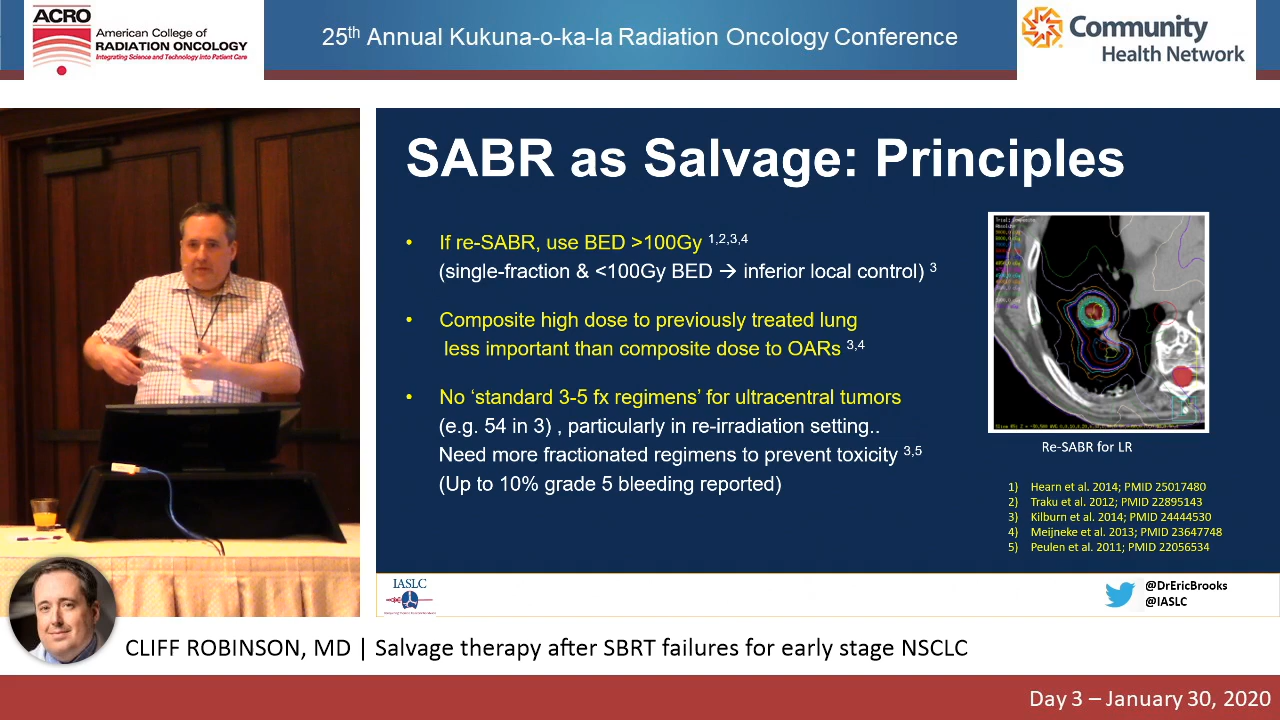 ACRO
American College of
RADIATION ONCOLOGY
Integrating Science and Technology Into Patient Care
25th Annual Kukuna-o-ka-la Radiation Oncology Conference
Community
Health Network
SABR as Salvage: Principles
• If re-SABR, use BED >100Gy 1,2,3,4
(single-fraction & <100Gy BED → inferior local control) 3
• Composite high dose to previously treated lung
less important than composite dose to OARs 3,4
• No ‘standard 3-5 fx regimens’ for ultracentral tumors
(e.g. 54 in 3) , particularly in re-irradiation setting..
Need more fractionated regimens to prevent toxicity 3,5
(Up to 10% grade 5 bleeding reported)
Re-SABR for LR
1) Hearn et al. 2014; PMID 25017480
2) Traku et al. 2012; PMID 22895143
3) Kilburn et al. 2014; PMID 24444530
4) Meijneke et al. 2013; PMID 23647748
5) Peulen et al. 2011; PMID 22056534
IASLC
@DrEricBrooks
@IASLC
CLIFF ROBINSON, MD | Salvage therapy after SBRT failures for early stage NSCLC
Day 3 – January 30, 2020